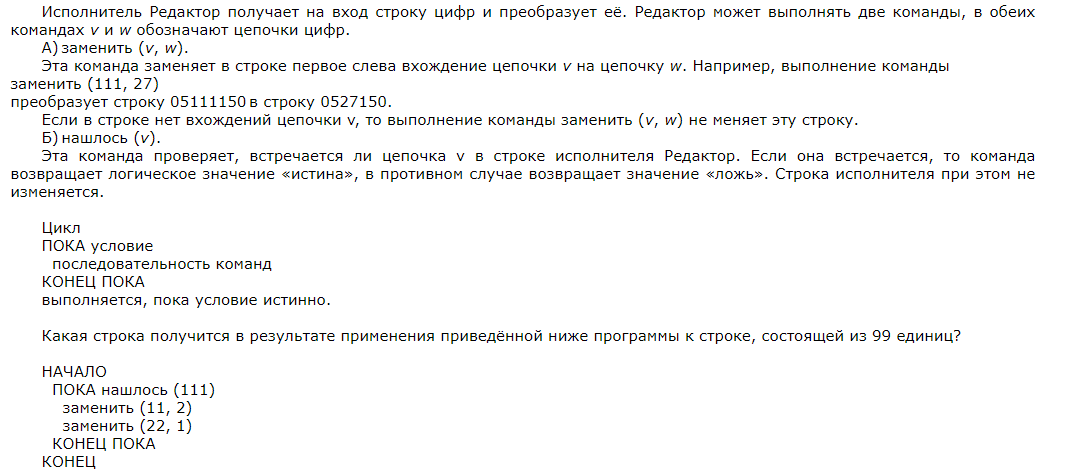 Исполнитель Редактор получает на вход строку цифр и преобразует её. Редактор может выполнять две команды, в обеих
командах v и w обозначают цепочки цифр.
А) заменить (v, w).
Эта команда заменяет в строке первое слева вхождение цепочки v на цепочку w. Например, выполнение команды
заменить (111, 27)
преобразует строку 05111150 в строку 0527150.
Если в строке нет вхождений цепочки v, то выполнение команды заменить (v, w) не меняет эту строку.
Б) нашлось (v).
Эта команда проверяет, встречается ли цепочка v в строке исполнителя Редактор. Если она встречается, то команда
возвращает логическое значение «истина», в противном случае возвращает значение «ложь». Строка исполнителя при этом не
изменяется.
Цикл
ПОКА условие
последовательность команд
КОНЕЦ ПОКА
выполняется, пока условие истинно.
Какая строка получится в результате применения приведённой ниже программы к строке, состоящей из 99 единиц?
НАЧАЛО
ПОКА нашлось (111)
заменить (11, 2)
заменить (22, 1)
КОНЕЦ ПОКА
КОНЕЦ